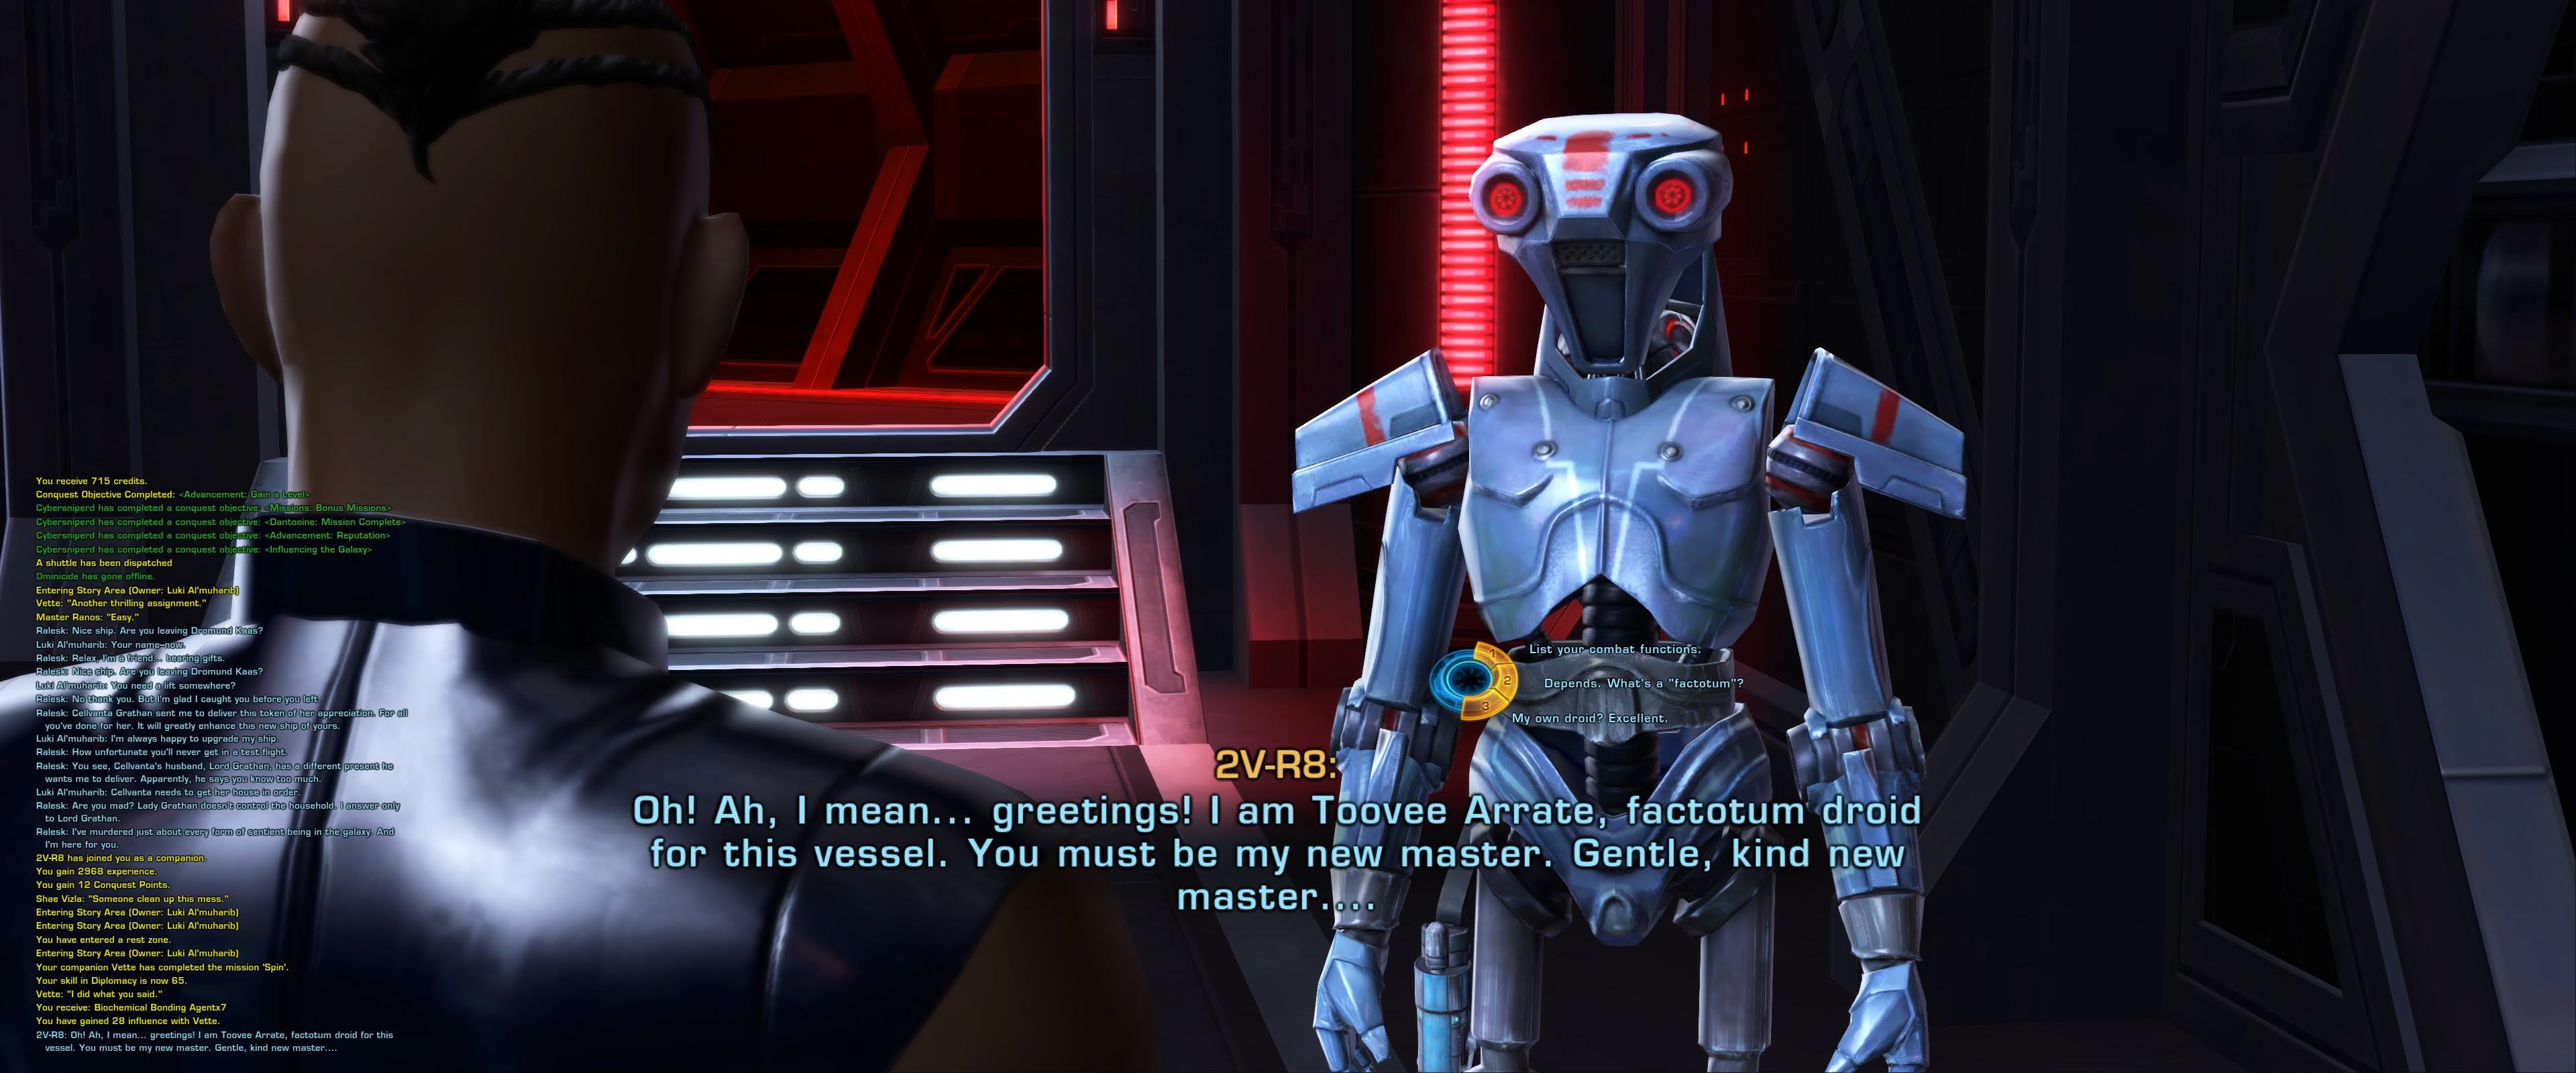 You receive 715 credits.
Conquest Objective Completed: <Advancement: Gain a Level>
Cybersniperd has completed a conquest objective: <Missions: Bonus Missions>
Cybersniperd has completed a conquest objective: <Dantooine: Mission Complete>
Cybersniperd has completed a conquest objective: <Advancement: Reputation>
Cybersniperd has completed a conquest objective: <Influencing the Galaxy>
A shuttle has been dispatched
Ominicide has gone offline.
Entering Story Area (Owner: Luki Al'muharib)
Vette: "Another thrilling assignment."
Master Ranos: "Easy."
Ralesk: Nice ship. Are you leaving Dromund Kaas?
Luki Al'muharib: Your name–now.
Ralesk: Relax, I'm a friend... bearing gifts.
Ralesk: Nice ship. Are you leaving Dromund Kaas?
Luki Al'muharib: You need a lift somewhere?
Ralesk: No thank you. But I'm glad I caught you before you left.
Ralesk: Cellvanta Grathan sent me to deliver this token of her appreciation. For all
you've done for her. It will greatly enhance this new ship of yours.
Luki Al'muharib: I'm always happy to upgrade my ship.
Ralesk: How unfortunate you'll never get in a test flight.
Ralesk: You see, Cellvanta's husband, Lord Grathan, has a different present he
wants me to deliver. Apparently, he says you know too much.
Luki Al'muharib: Cellvanta needs to get her house in order.
Ralesk: Are you mad? Lady Grathan doesn't control the household. I answer only
to Lord Grathan.
Ralesk: I've murdered just about every form of sentient being in the galaxy. And
I'm here for you.
2V-R8 has joined you as a companion.
You gain 2968 experience.
You gain 12 Conquest Points.
Shae Vizla: "Someone clean up this mess."
Entering Story Area (Owner: Luki Al'muharib)
Entering Story Area (Owner: Luki Al'muharib)
You have entered a rest zone.
Entering Story Area (Owner: Luki Al'muharib)
Your companion Vette has completed the mission 'Spin'.
Your skill in Diplomacy is now 65.
Vette: "I did what you said."
You receive: Biochemical Bonding Agentx7
You have gained 28 influence with Vette.
2V-R8: Oh! Ah, I mean... greetings! I am Toovee Arrate, factotum droid for this
vessel. You must be my new master. Gentle, kind new master....
1 List your combat functions.
2 Depends. What's a "factotum"?
3 My own droid? Excellent.
2V-R8:
Oh! Ah, I mean... greetings! I am Toovee Arrate, factotum droid
for this vessel. You must be my new master. Gentle, kind new
master....